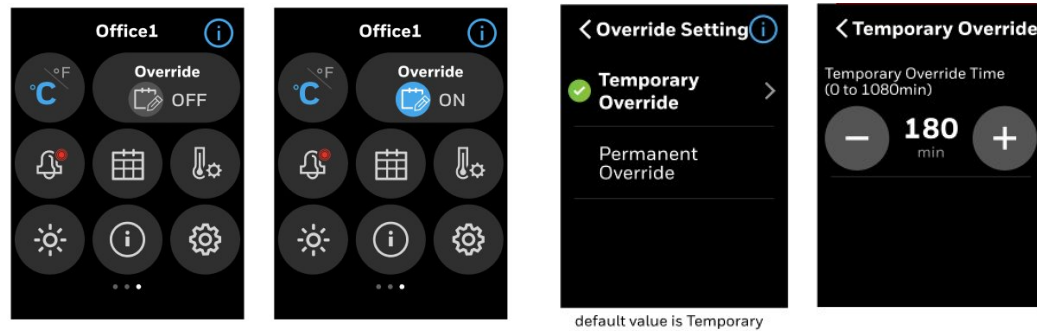 Office1
°C °F
Override
OFF
Office1
°C °F
Override
ON
Override Setting
Temporary
Override
Permanent
Override
default value is Temporary
Temporary Override
Temporary Override Time
(0 to 1080min)
180
min